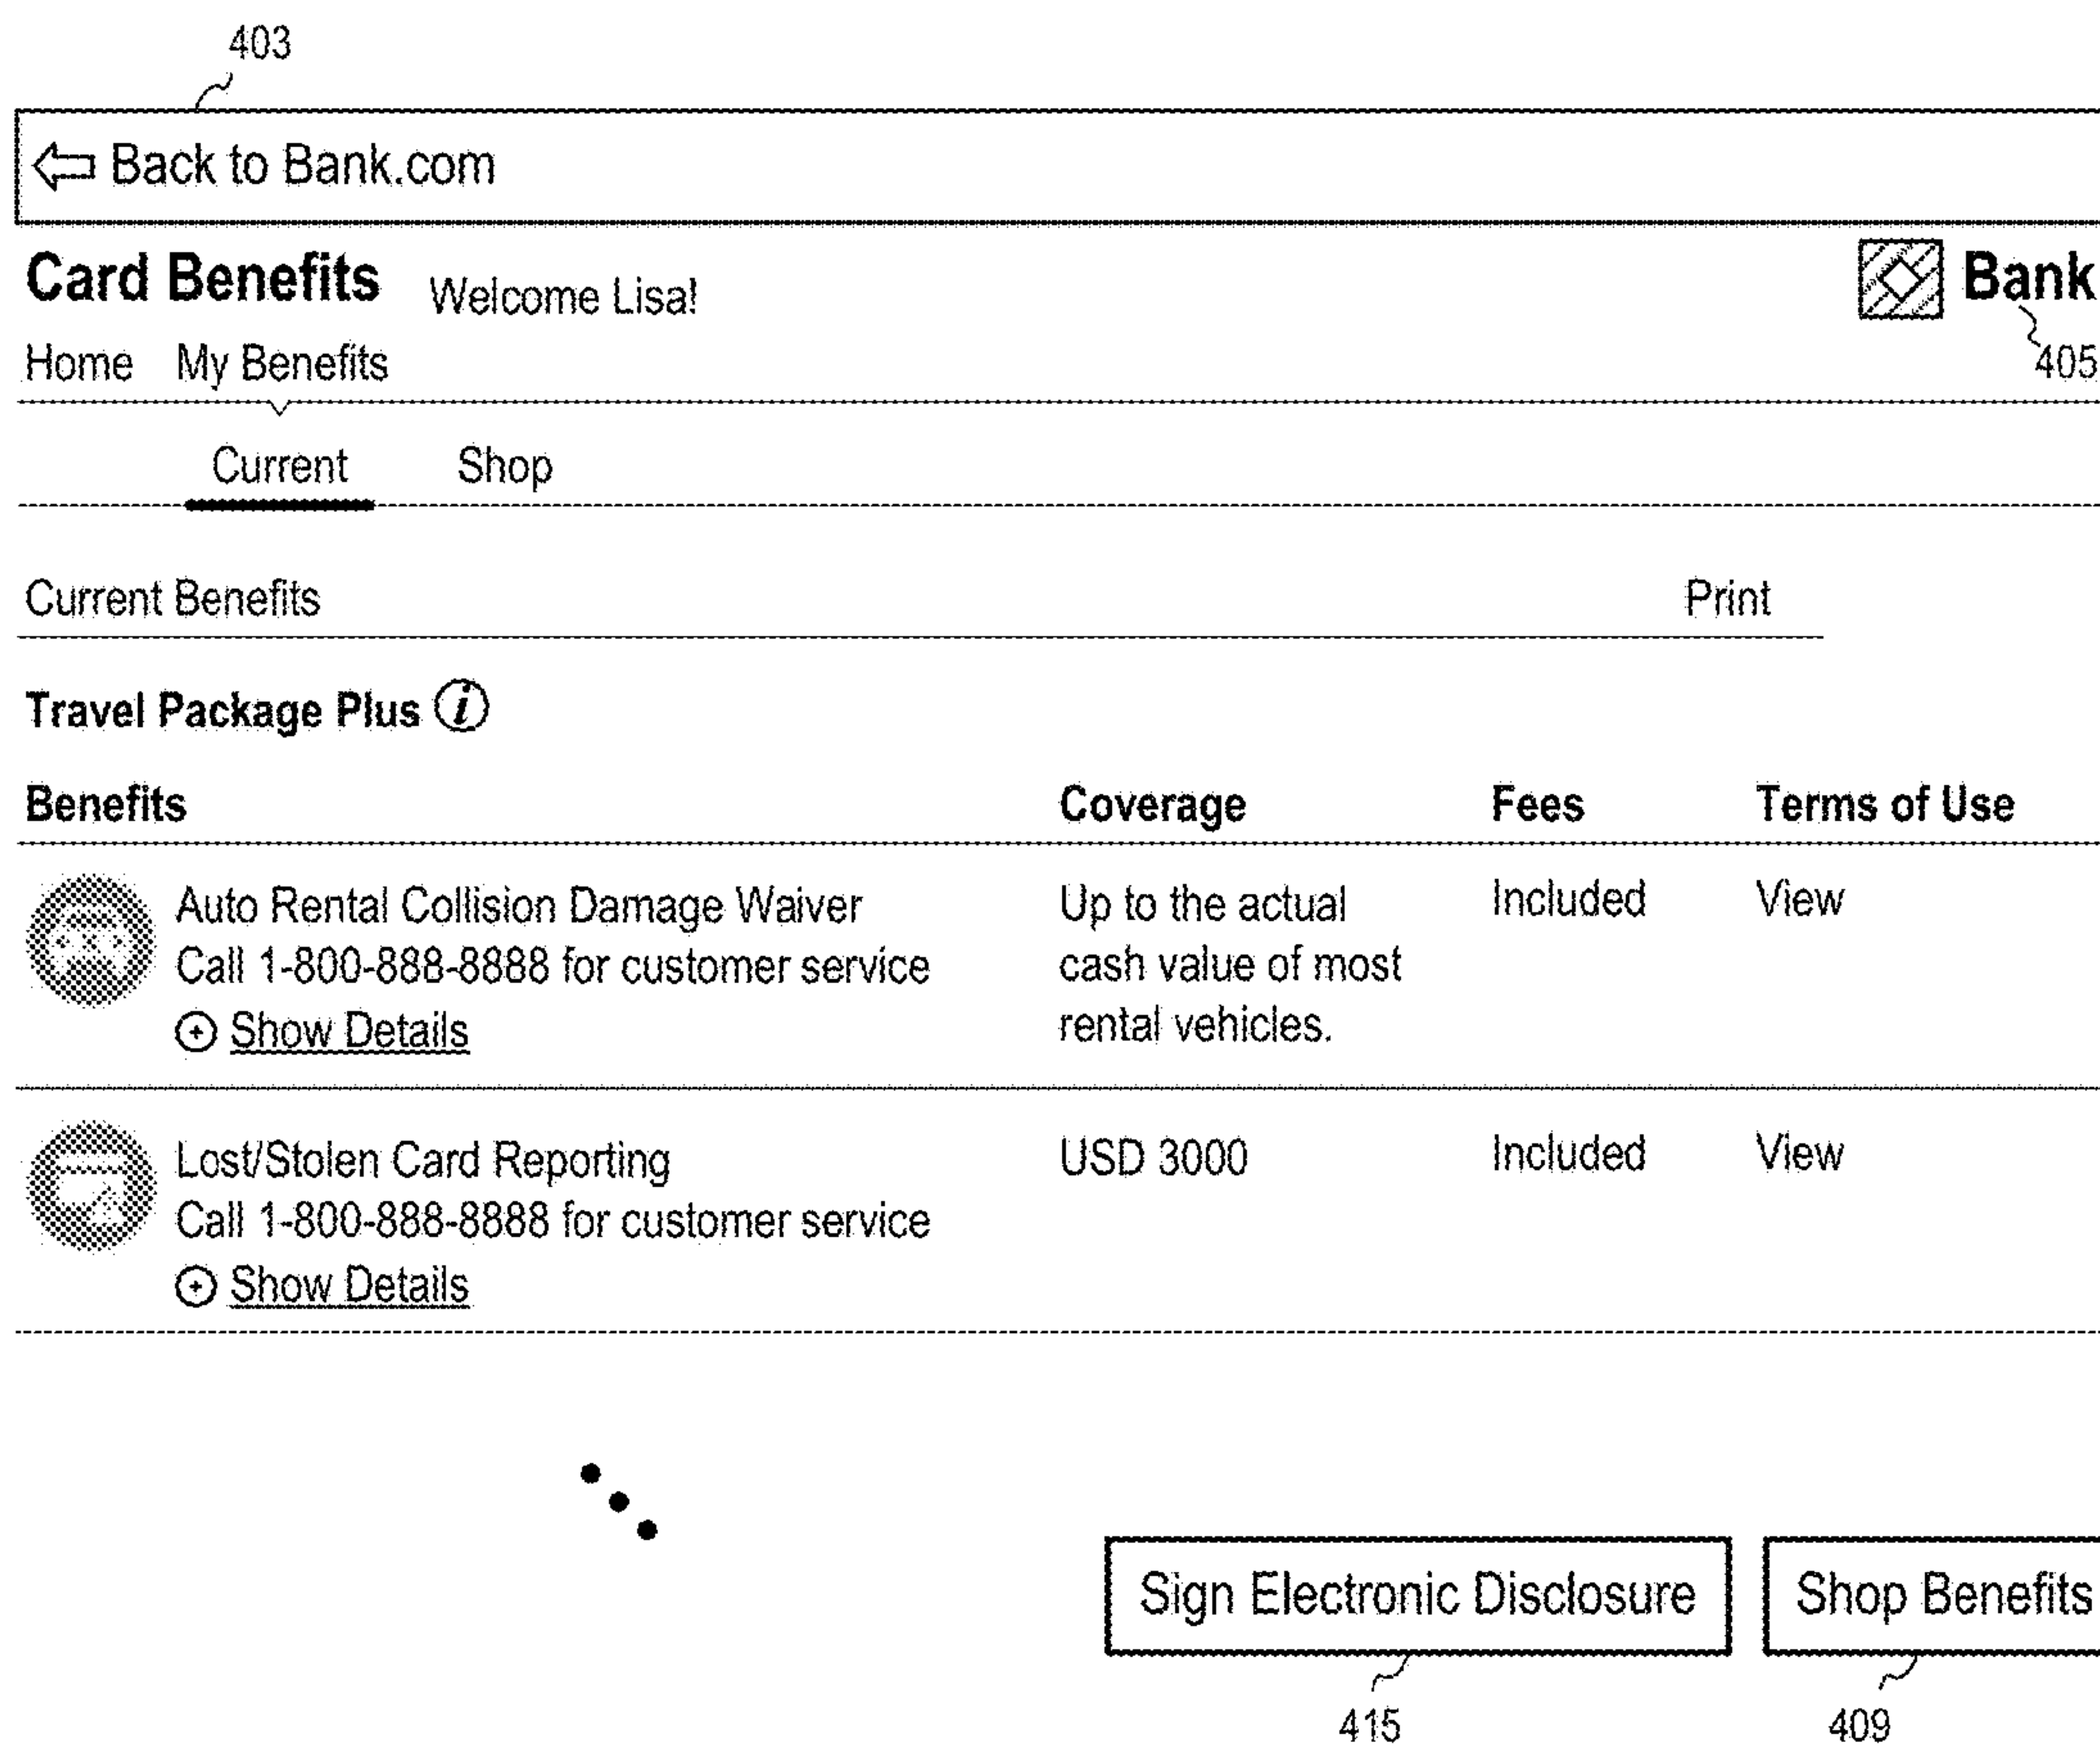 403
Back to Bank.com
Card Benefits Welcome Lisa! Bank
405
Home My Benefits
Current Shop
Current Benefits Print
Travel Package Plus i
Benefits Coverage Fees Terms of Use
Auto Rental Collision Damage Waiver Up to the actual Included View
Call 1-800-888-8888 for customer service cash value of most
Show Details rental vehicles.
Lost/Stolen Card Reporting USD 3000 Included View
Call 1-800-888-8888 for customer service
Show Details
Sign Electronic Disclosure Shop Benefits
415 409